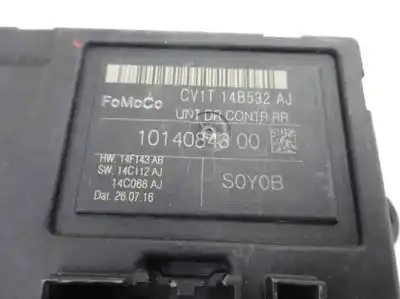 CV1T 14B532 AJ
FoMoCo
UNI DR CONTR RR
10140843 00
HW. 14F143 AB
SW. 14C112 AJ
14C068 AJ
Dat. 26.07.16
S0Y0B